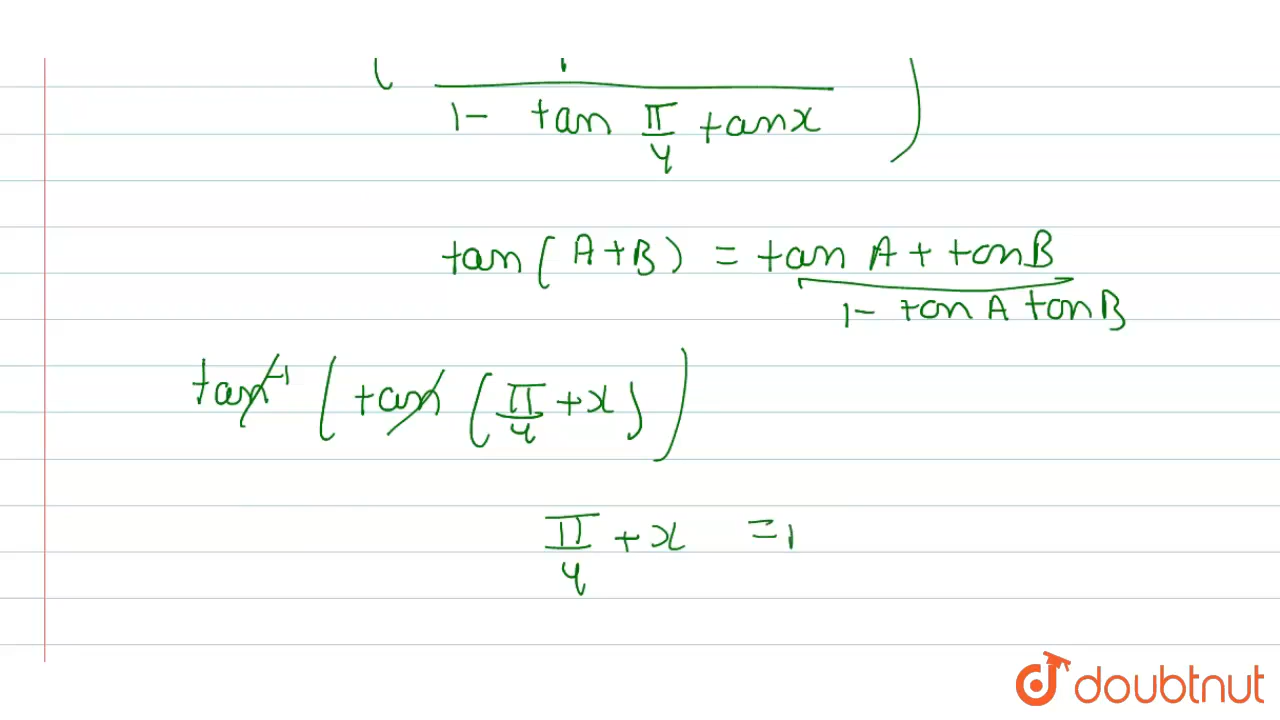 1 - tan π/4 tan x
tan (A + B) = tan A + tan B
1 - tan A tan B
tan⁻¹ ( tan ( π/4 + x ) )
π/4 + x = 1
doubtnut